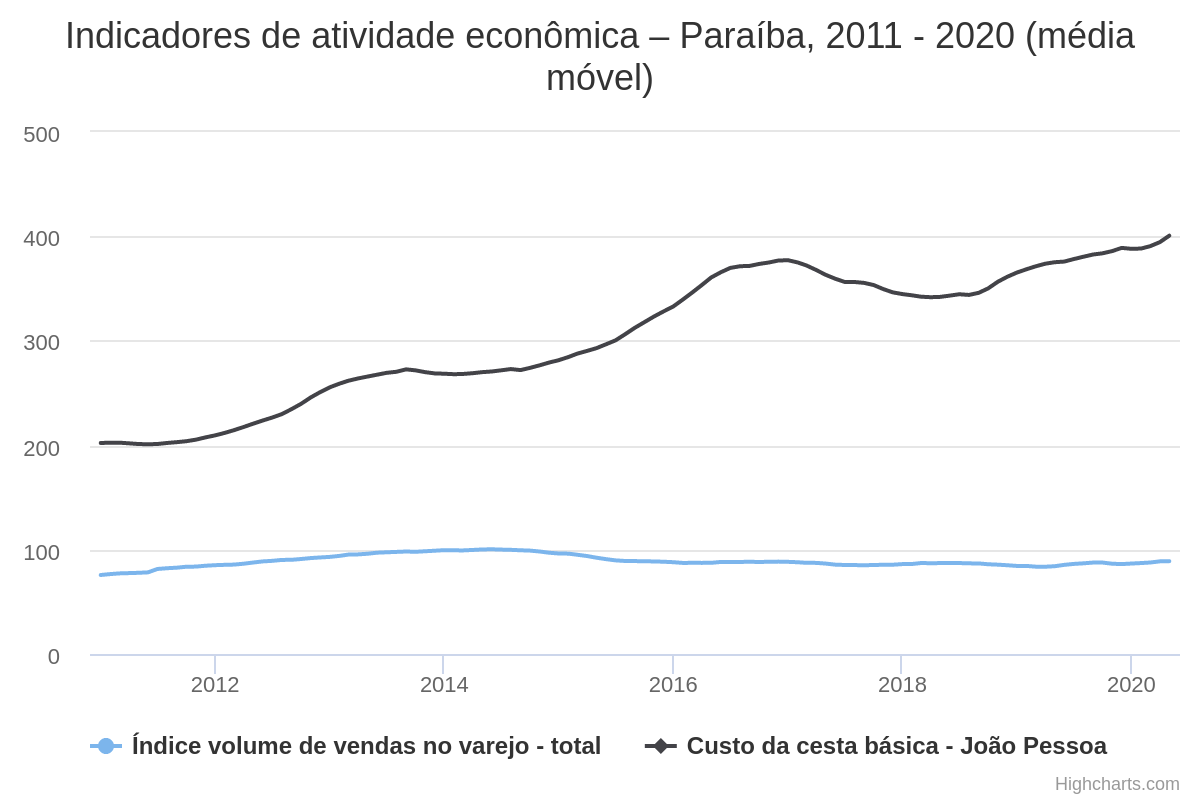 Indicadores de atividade econômica – Paraíba, 2011 - 2020 (média
móvel)
500
400
300
200
100
0
2012 2014 2016 2018 2020
Índice volume de vendas no varejo - total Custo da cesta básica - João Pessoa
Highcharts.com